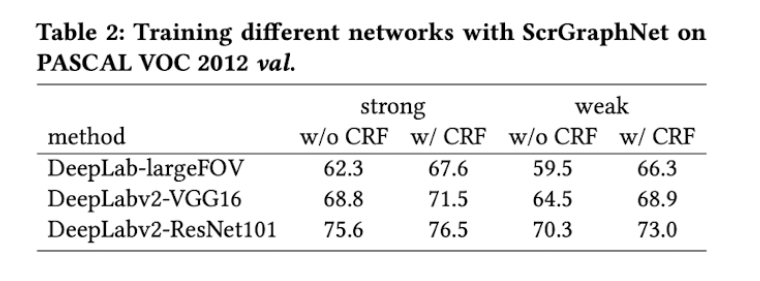 Table 2: Training different networks with ScrGraphNet on
PASCAL VOC 2012 val.
strong weak
method w/o CRF w/ CRF w/o CRF w/ CRF
DeepLab-largeFOV 62.3 67.6 59.5 66.3
DeepLabv2-VGG16 68.8 71.5 64.5 68.9
DeepLabv2-ResNet101 75.6 76.5 70.3 73.0